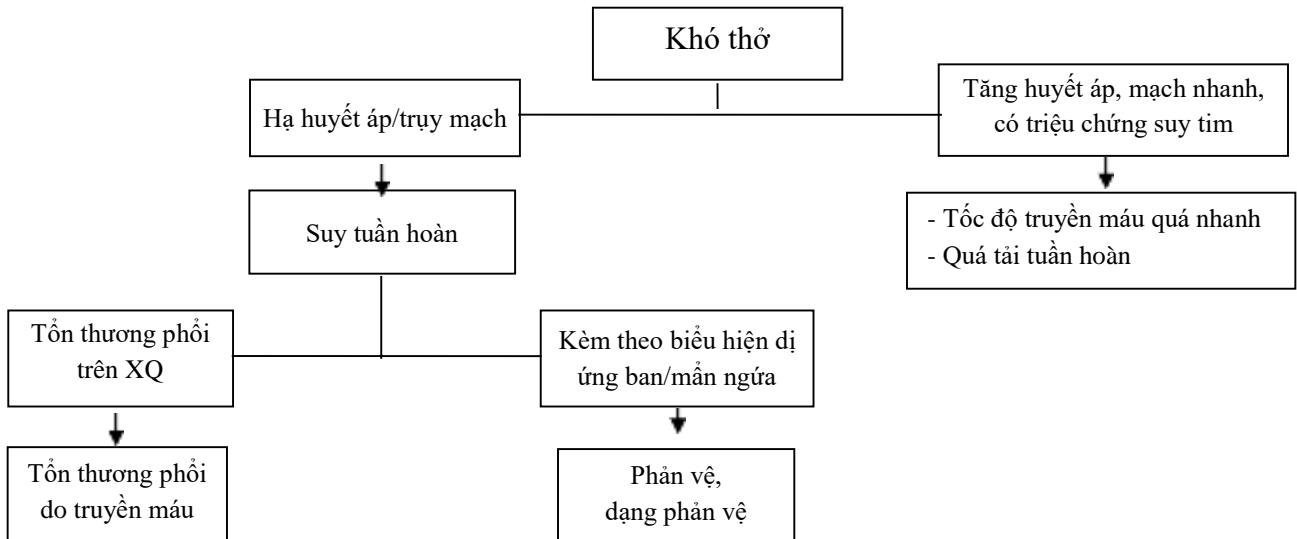 Khó thở
Hạ huyết áp/trụy mạch
Tăng huyết áp, mạch nhanh,
có triệu chứng suy tim
Suy tuần hoàn
- Tốc độ truyền máu quá nhanh
- Quá tải tuần hoàn
Tổn thương phổi
trên XQ
Kèm theo biểu hiện dị
ứng ban/mẩn ngứa
Tổn thương phổi
do truyền máu
Phản vệ,
dạng phản vệ